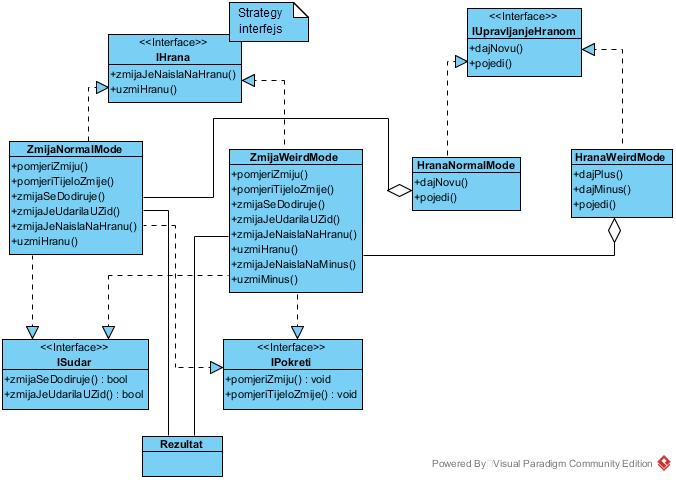 Strategy
interfejs
<<Interface>>
IHrana
+zmijaJeNaislaNaHranu()
+uzmiHranu()
<<Interface>>
IUpravljanjeHranom
+dajNovu()
+pojedi()
ZmijaNormalMode
+pomjeriZmiju()
+pomjeriTijeloZmije()
+zmijaSeDodiruje()
+zmijaJeUdarilaUZid()
+zmijaJeNaislaNaHranu()
+uzmiHranu()
ZmijaWeirdMode
+pomjeriZmiju()
+pomjeriTijeloZmije()
+zmijaSeDodiruje()
+zmijaJeUdarilaUZid()
+zmijaJeNaislaNaHranu()
+uzmiHranu()
+zmijaJeNaislaNaMinus()
+uzmiMinus()
HranaNormalMode
+dajNovu()
+pojedi()
HranaWeirdMode
+dajPlus()
+dajMinus()
+pojedi()
<<Interface>>
ISudar
+zmijaSeDodiruje() : bool
+zmijaJeUdarilaUZid() : bool
<<Interface>>
IPokreti
+pomjeriZmiju() : void
+pomjeriTijeloZmije() : void
Rezultat
Powered By Visual Paradigm Community Edition